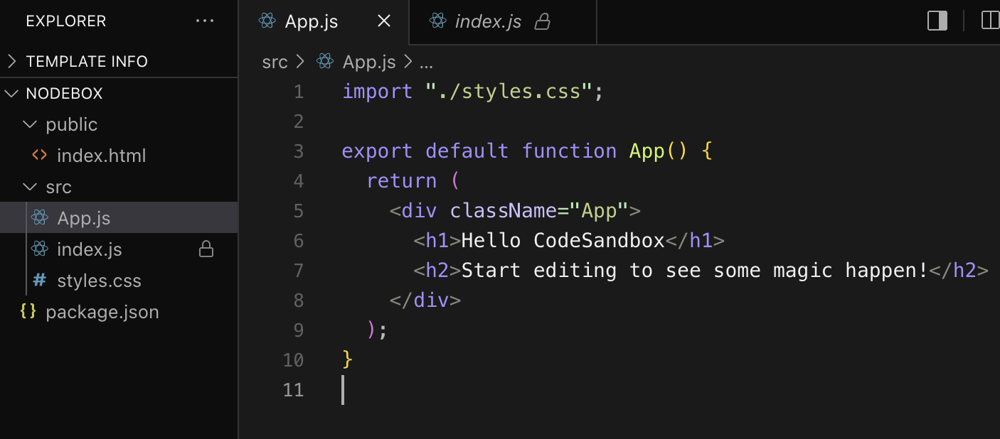 EXPLORER ···
TEMPLATE INFO
NODEBOX
public
<> index.html
src
App.js
index.js
# styles.css
{} package.json
App.js
index.js
src > App.js > ...
1 import "./styles.css";
2
3 export default function App() {
4   return (
5     <div className="App">
6       <h1>Hello CodeSandbox</h1>
7       <h2>Start editing to see some magic happen!</h2>
8     </div>
9   );
10 }
11